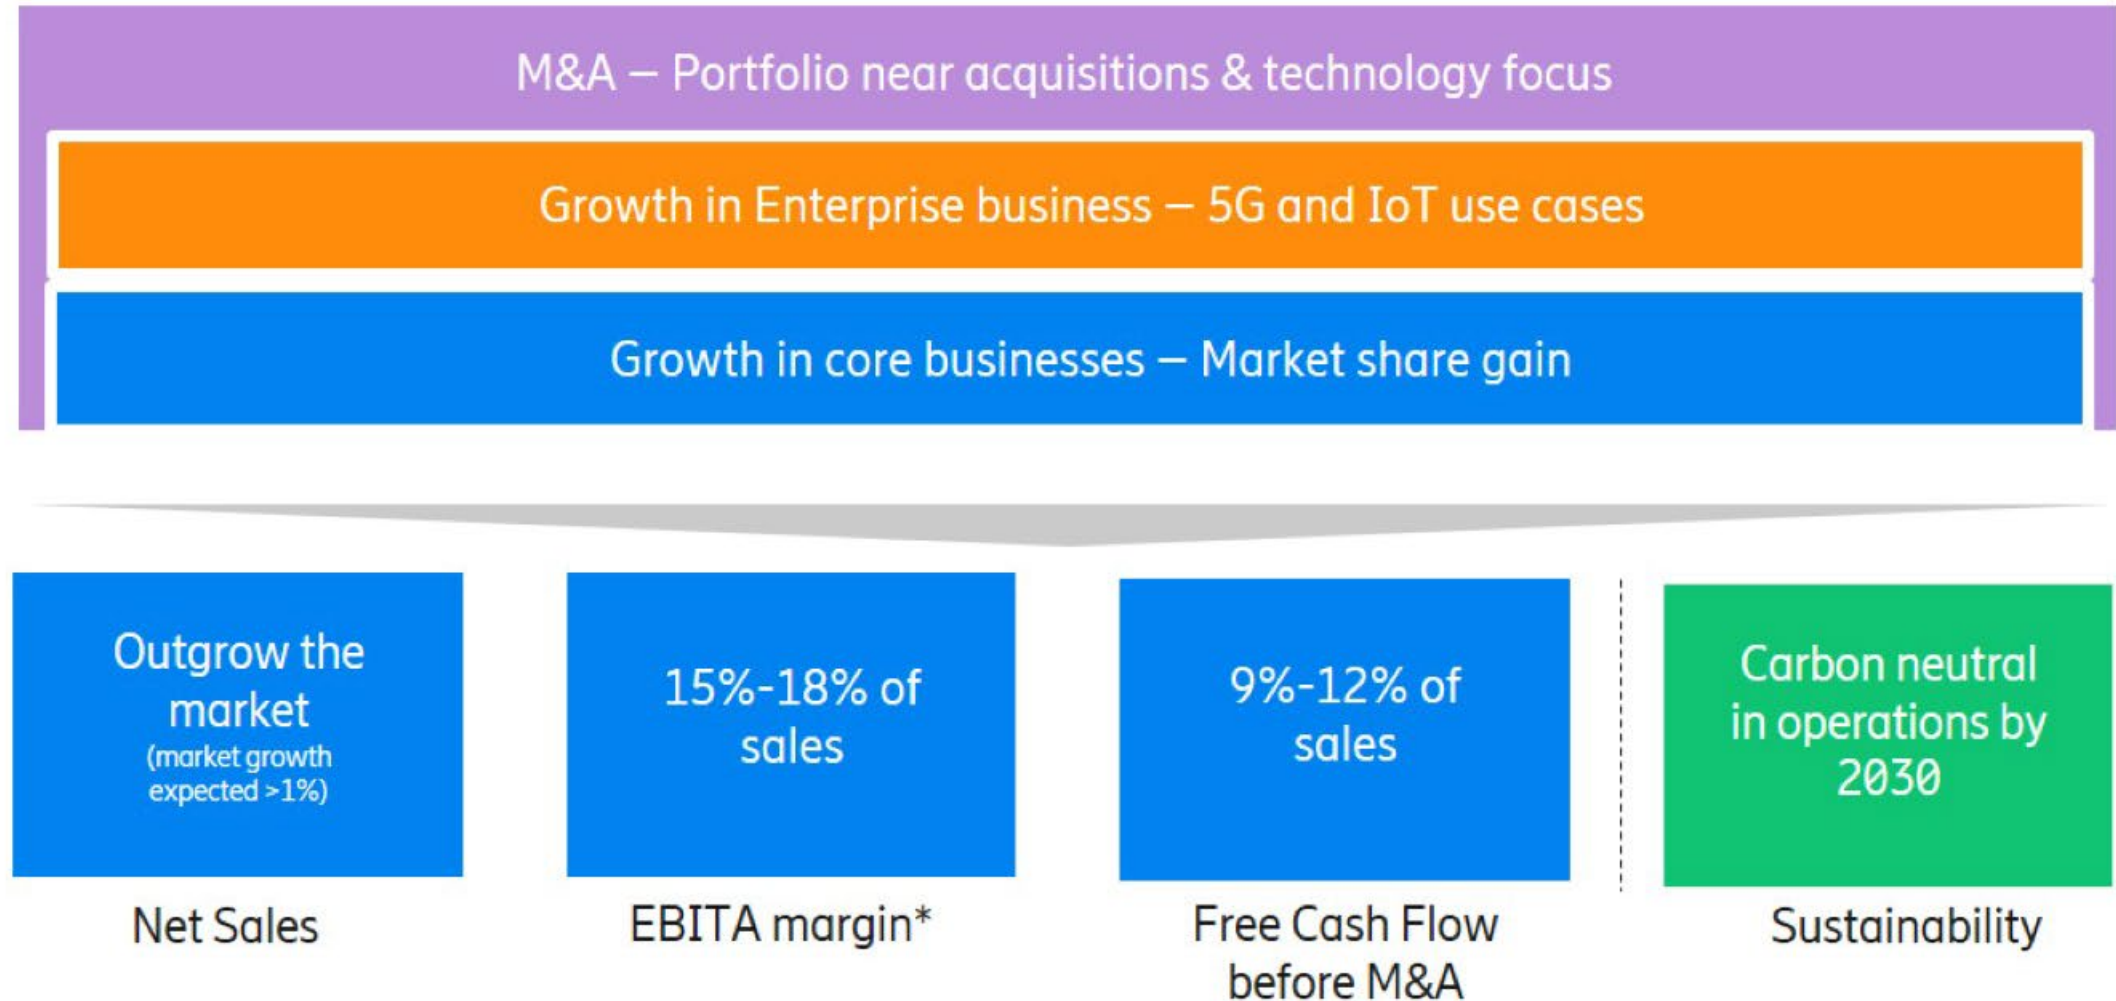 M&A – Portfolio near acquisitions & technology focus
Growth in Enterprise business – 5G and IoT use cases
Growth in core businesses – Market share gain
Outgrow the
market
(market growth
expected >1%)
Net Sales
15%-18% of
sales
EBITA margin*
9%-12% of
sales
Free Cash Flow
before M&A
Carbon neutral
in operations by
2030
Sustainability